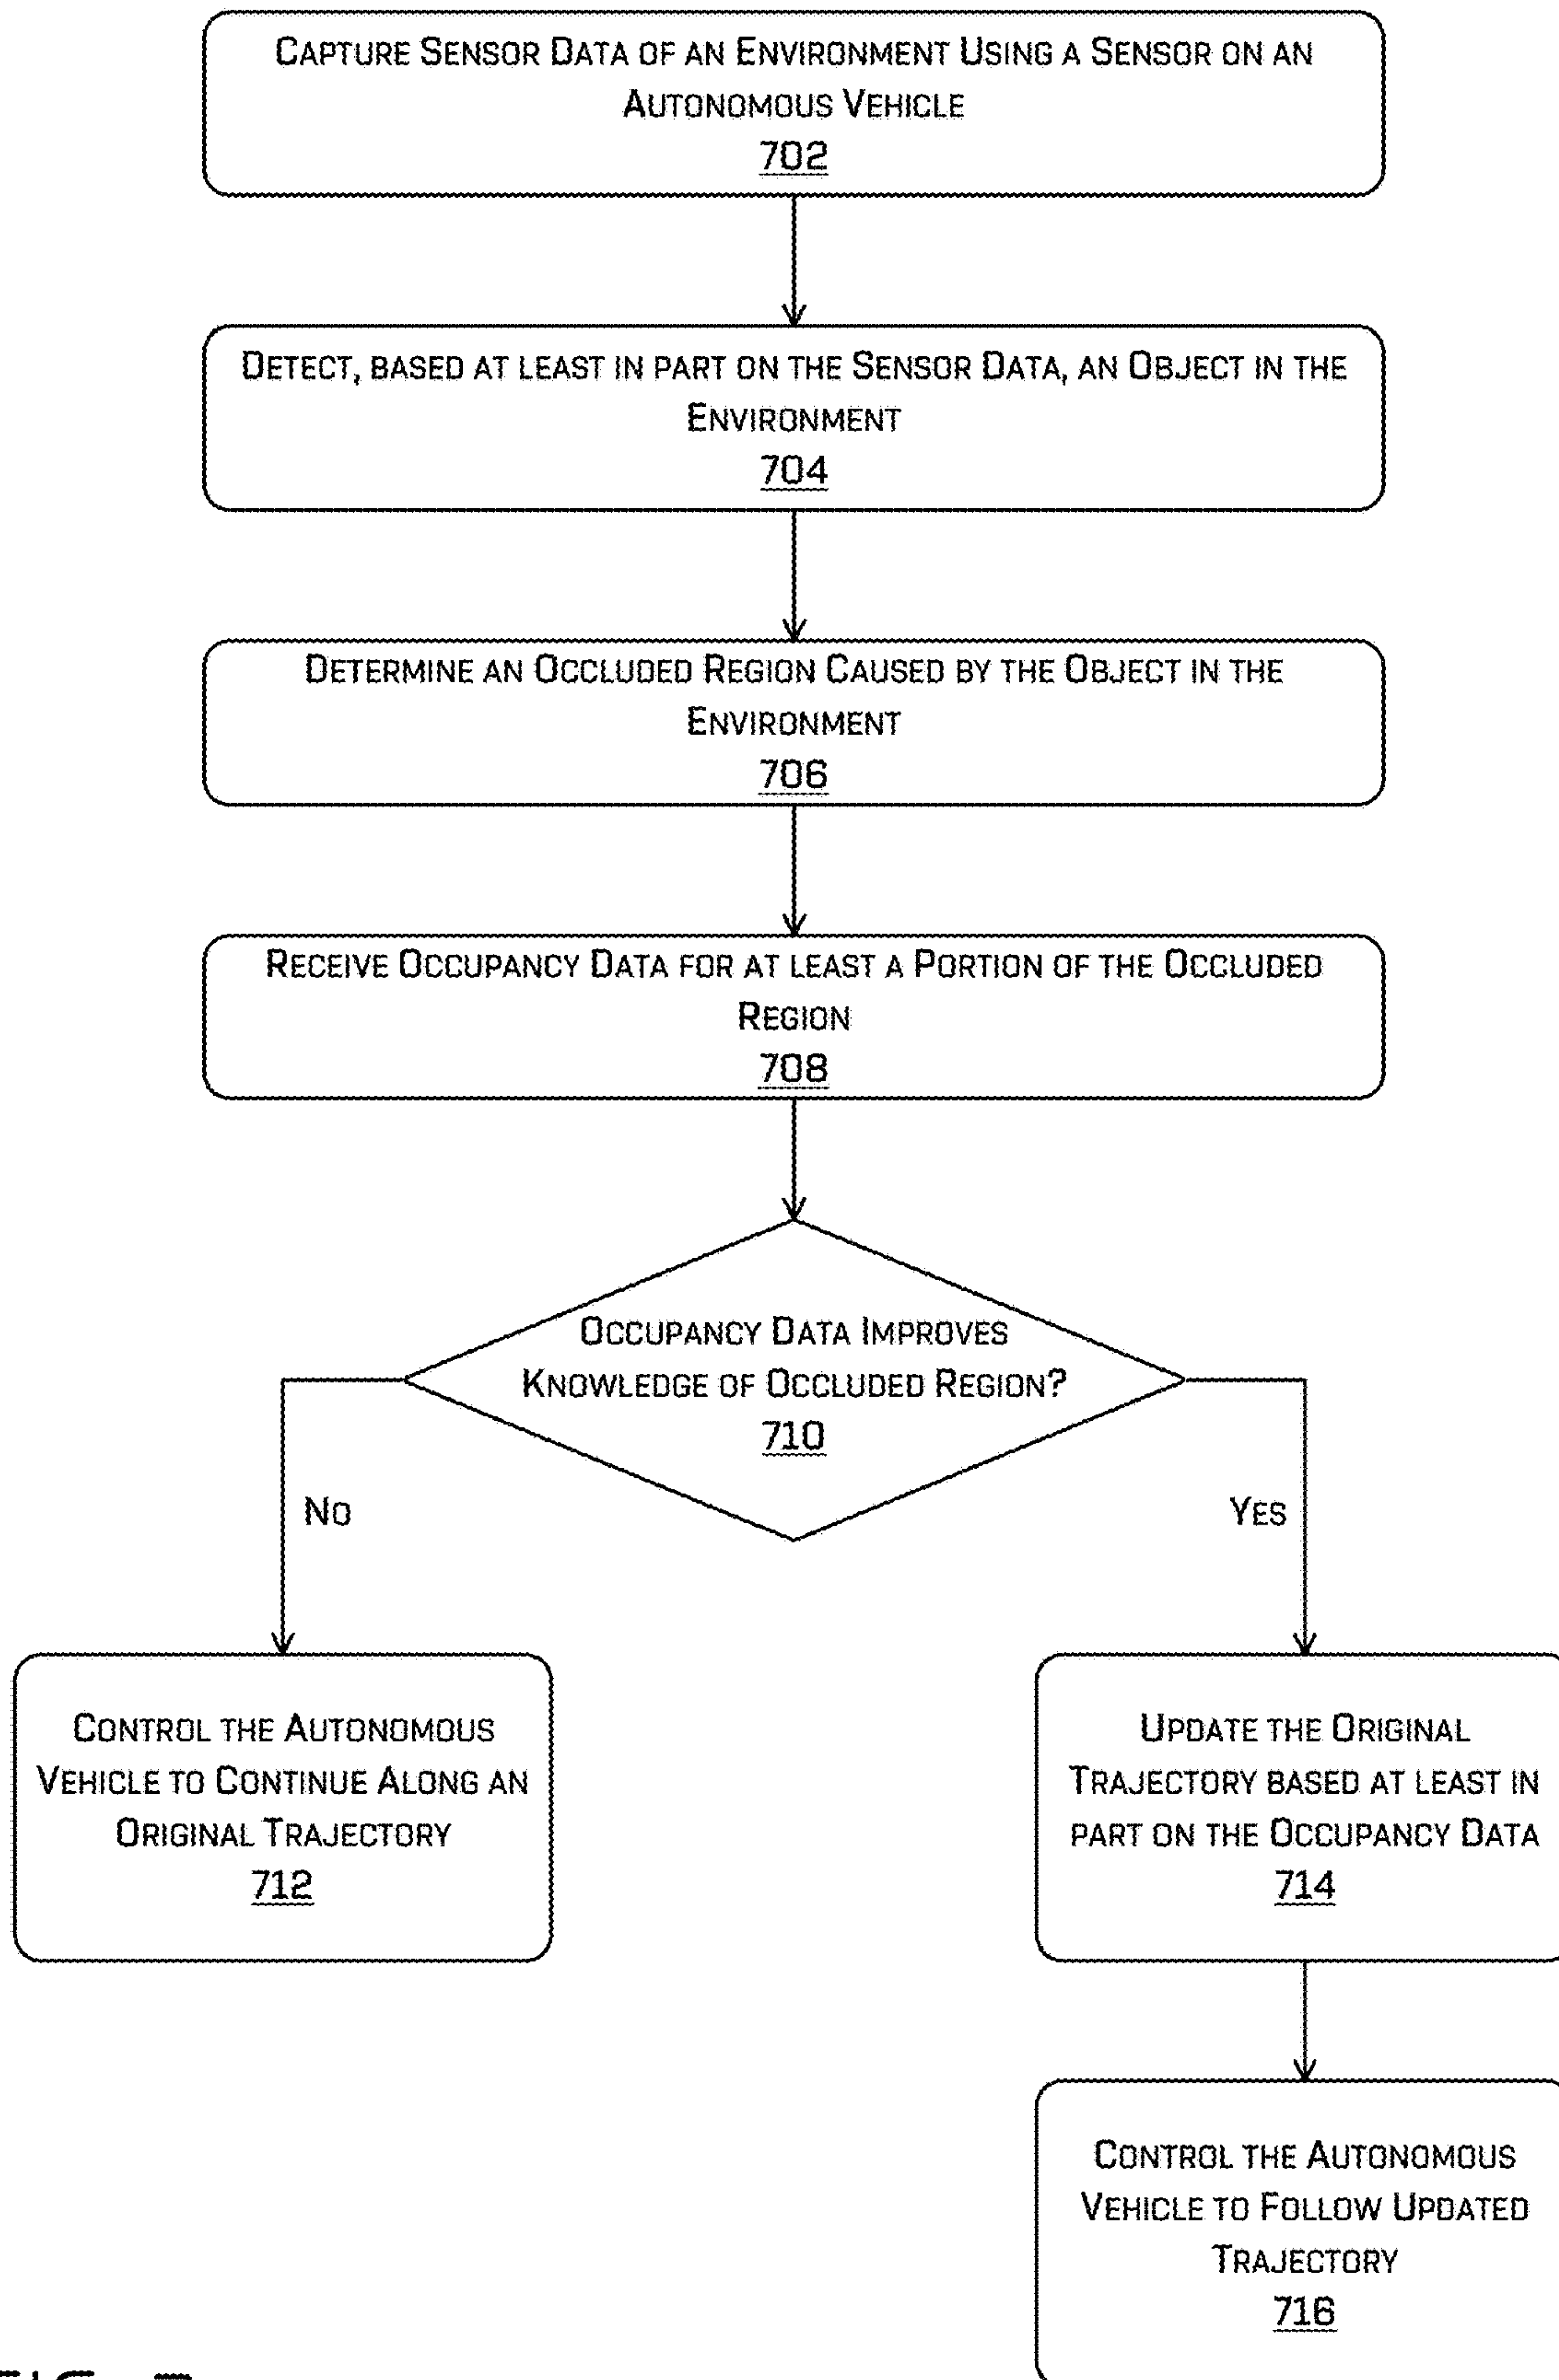 Capture Sensor Data of an Environment Using a Sensor on an
Autonomous Vehicle
702
Detect, based at least in part on the Sensor Data, an Object in the
Environment
704
Determine an Occluded Region Caused by the Object in the
Environment
706
Receive Occupancy Data for at least a Portion of the Occluded
Region
708
Occupancy Data Improves
Knowledge of Occluded Region?
710
No
Yes
Control the Autonomous
Vehicle to Continue Along an
Original Trajectory
712
Update the Original
Trajectory based at least in
part on the Occupancy Data
714
Control the Autonomous
Vehicle to Follow Updated
Trajectory
716